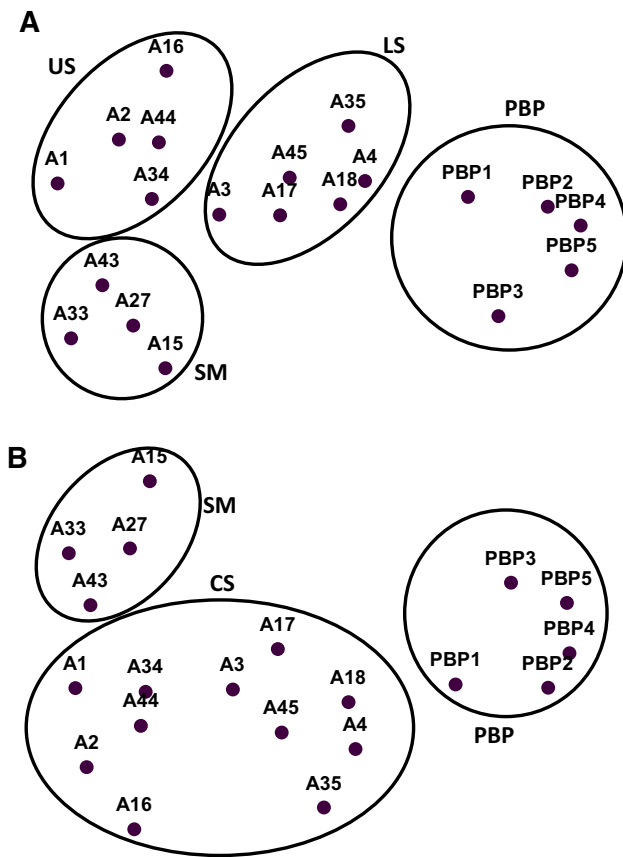 A
A16
US
LS
A2
A44
A35
PBP
A1
A34
A45
A4
A3
A17
A18
PBP1
PBP2
PBP4
PBP5
A43
A27
A33
A15
PBP3
SM
B
A15
SM
A33
A27
A43
CS
PBP3
PBP5
A17
PBP4
A1
A34
A3
A18
PBP1
PBP2
A44
A45
A4
PBP
A2
A35
A16